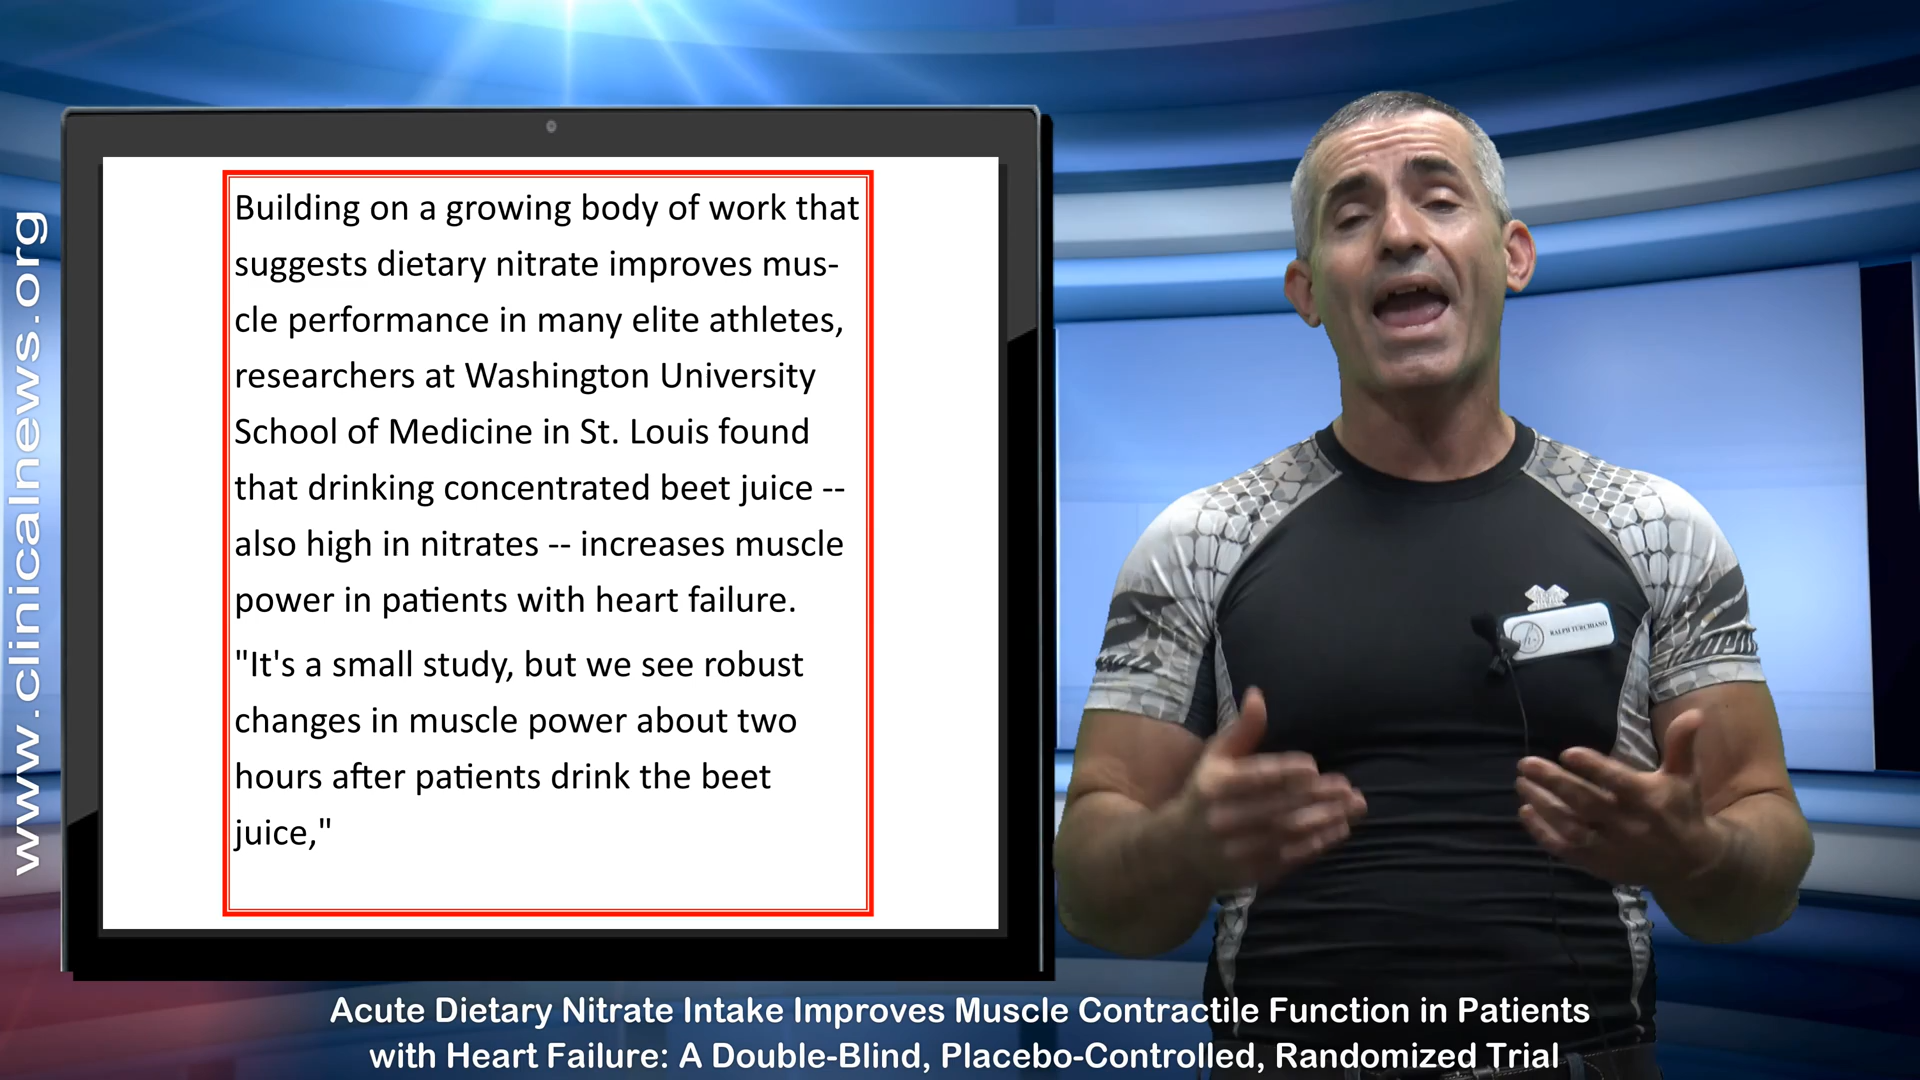 www.clinicalnews.org
Building on a growing body of work that
suggests dietary nitrate improves mus-
cle performance in many elite athletes,
researchers at Washington University
School of Medicine in St. Louis found
that drinking concentrated beet juice --
also high in nitrates -- increases muscle
power in patients with heart failure.
"It's a small study, but we see robust
changes in muscle power about two
hours after patients drink the beet
juice,"
RALPH TURCHIANO
Acute Dietary Nitrate Intake Improves Muscle Contractile Function in Patients
with Heart Failure: A Double-Blind, Placebo-Controlled, Randomized Trial